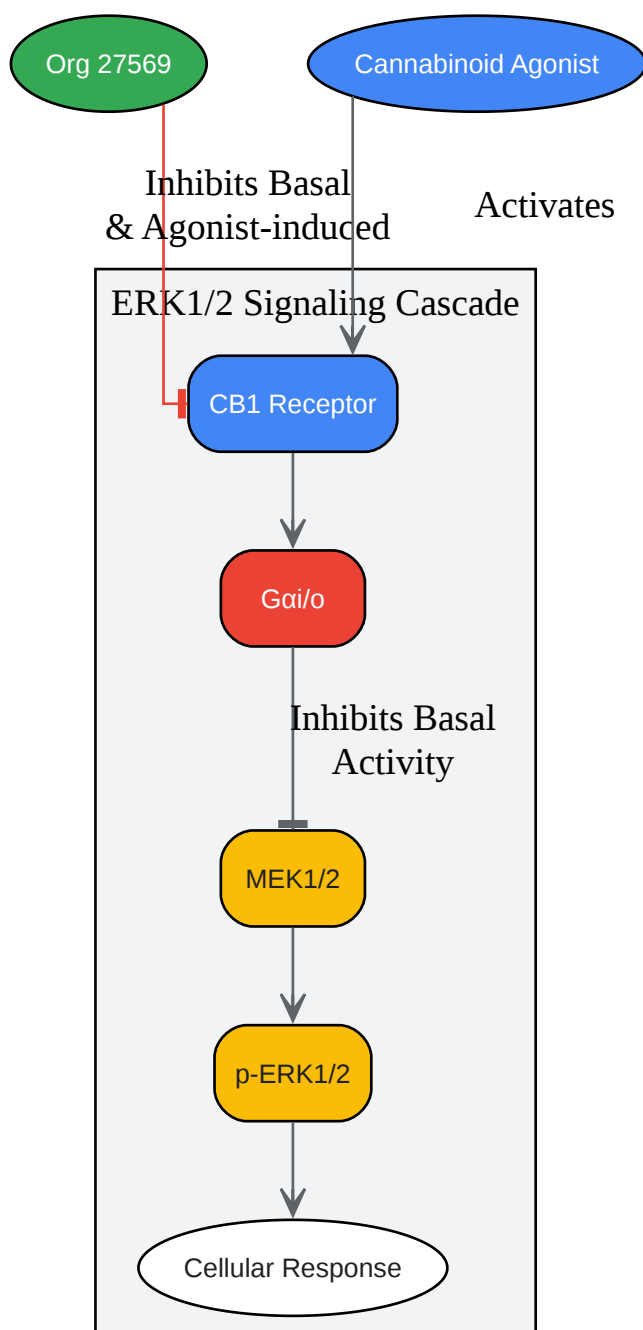 Org 27569
Cannabinoid Agonist
Inhibits Basal
& Agonist-induced
Activates
ERK1/2 Signaling Cascade
CB1 Receptor
Gαi/o
Inhibits Basal
Activity
MEK1/2
p-ERK1/2
Cellular Response